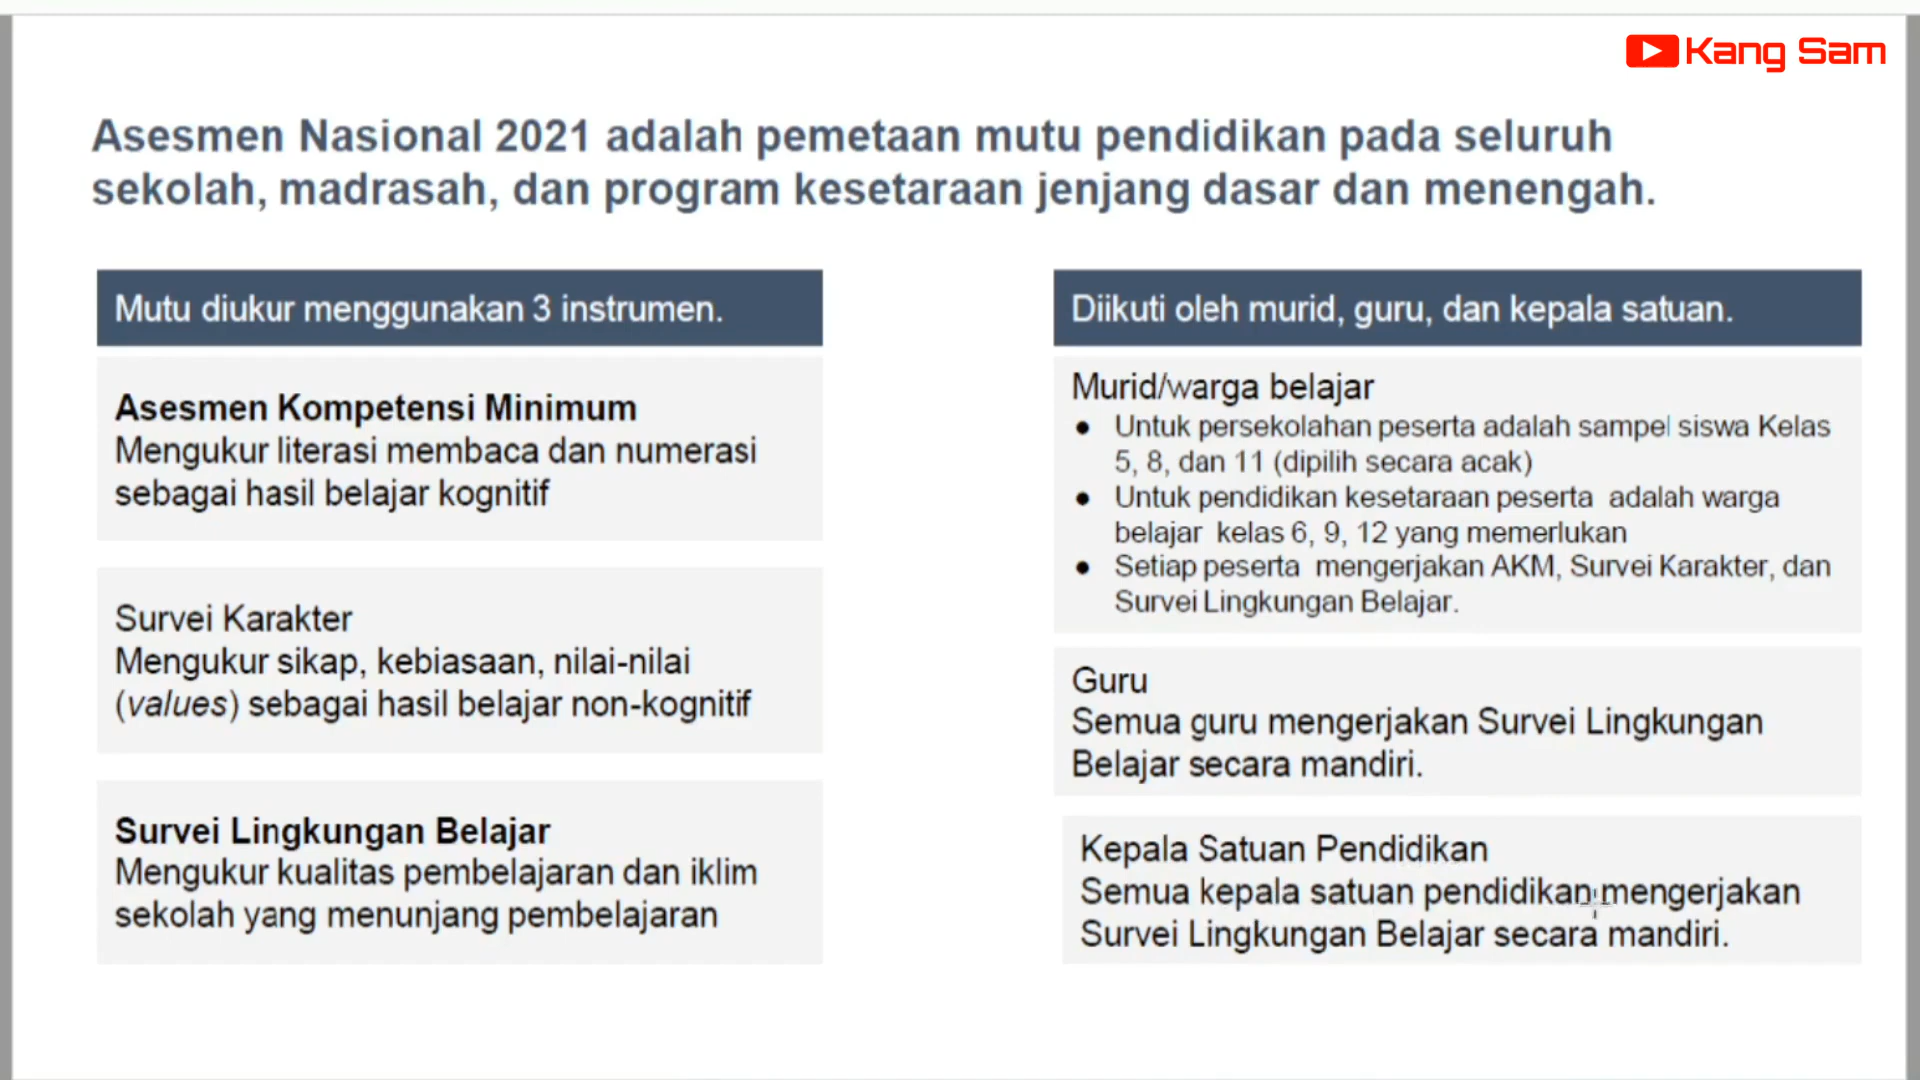 Kang Sam
Asesmen Nasional 2021 adalah pemetaan mutu pendidikan pada seluruh
sekolah, madrasah, dan program kesetaraan jenjang dasar dan menengah.
Mutu diukur menggunakan 3 instrumen.
Asesmen Kompetensi Minimum
Mengukur literasi membaca dan numerasi
sebagai hasil belajar kognitif
Survei Karakter
Mengukur sikap, kebiasaan, nilai-nilai
(values) sebagai hasil belajar non-kognitif
Survei Lingkungan Belajar
Mengukur kualitas pembelajaran dan iklim
sekolah yang menunjang pembelajaran
Diikuti oleh murid, guru, dan kepala satuan.
Murid/warga belajar
● Untuk persekolahan peserta adalah sampel siswa Kelas
5, 8, dan 11 (dipilih secara acak)
● Untuk pendidikan kesetaraan peserta adalah warga
belajar kelas 6, 9, 12 yang memerlukan
● Setiap peserta mengerjakan AKM, Survei Karakter, dan
Survei Lingkungan Belajar.
Guru
Semua guru mengerjakan Survei Lingkungan
Belajar secara mandiri.
Kepala Satuan Pendidikan
Semua kepala satuan pendidikan mengerjakan
Survei Lingkungan Belajar secara mandiri.